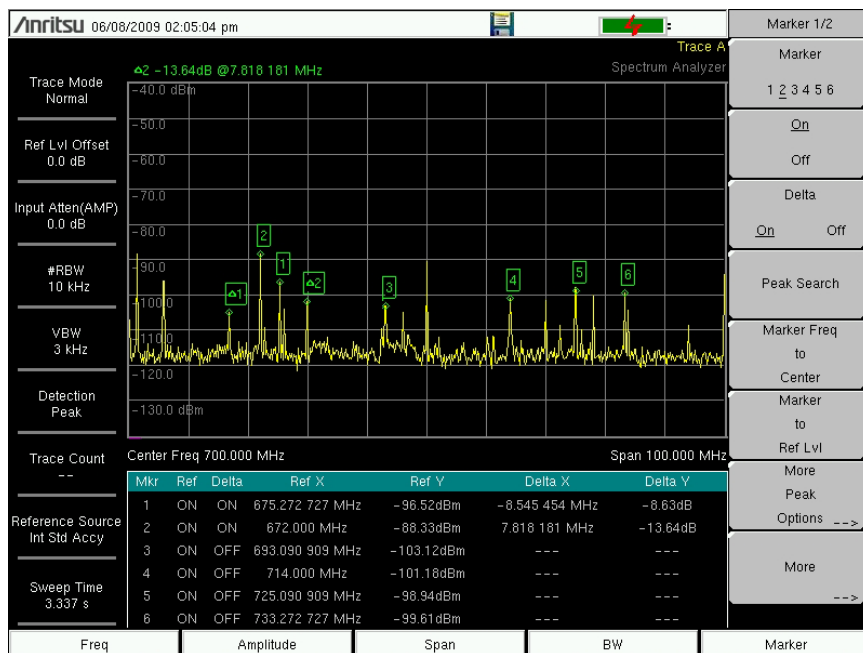 Anritsu 06/08/2009 02:05:04 pm
Trace A
Δ2 -13.64dB @7.818 181 MHz
Spectrum Analyzer
Trace Mode
Normal
Ref Lvl Offset
0.0 dB
Input Atten(AMP)
0.0 dB
#RBW
10 kHz
VBW
3 kHz
Detection
Peak
Trace Count
--
Reference Source
Int Std Accy
Sweep Time
3.337 s
-40.0 dBm
-50.0
-60.0
-70.0
-80.0
-90.0
-100.0
-110.0
-120.0
-130.0 dBm
Δ1
2
1
Δ2
3
4
5
6
Center Freq 700.000 MHz
Span 100.000 MHz
Mkr Ref Delta Ref X Ref Y Delta X Delta Y
1 ON ON 675.272 727 MHz -96.52dBm -8.545 454 MHz -8.63dB
2 ON ON 672.000 MHz -88.33dBm 7.818 181 MHz -13.64dB
3 ON OFF 693.090 909 MHz -103.12dBm --- ---
4 ON OFF 714.000 MHz -101.18dBm --- ---
5 ON OFF 725.090 909 MHz -98.94dBm --- ---
6 ON OFF 733.272 727 MHz -99.61dBm --- ---
Marker 1/2
Marker
1 2 3 4 5 6
On
Off
Delta
On Off
Peak Search
Marker Freq
to
Center
Marker
to
Ref Lvl
More
Peak
Options -->
More
-->
Freq
Amplitude
Span
BW
Marker